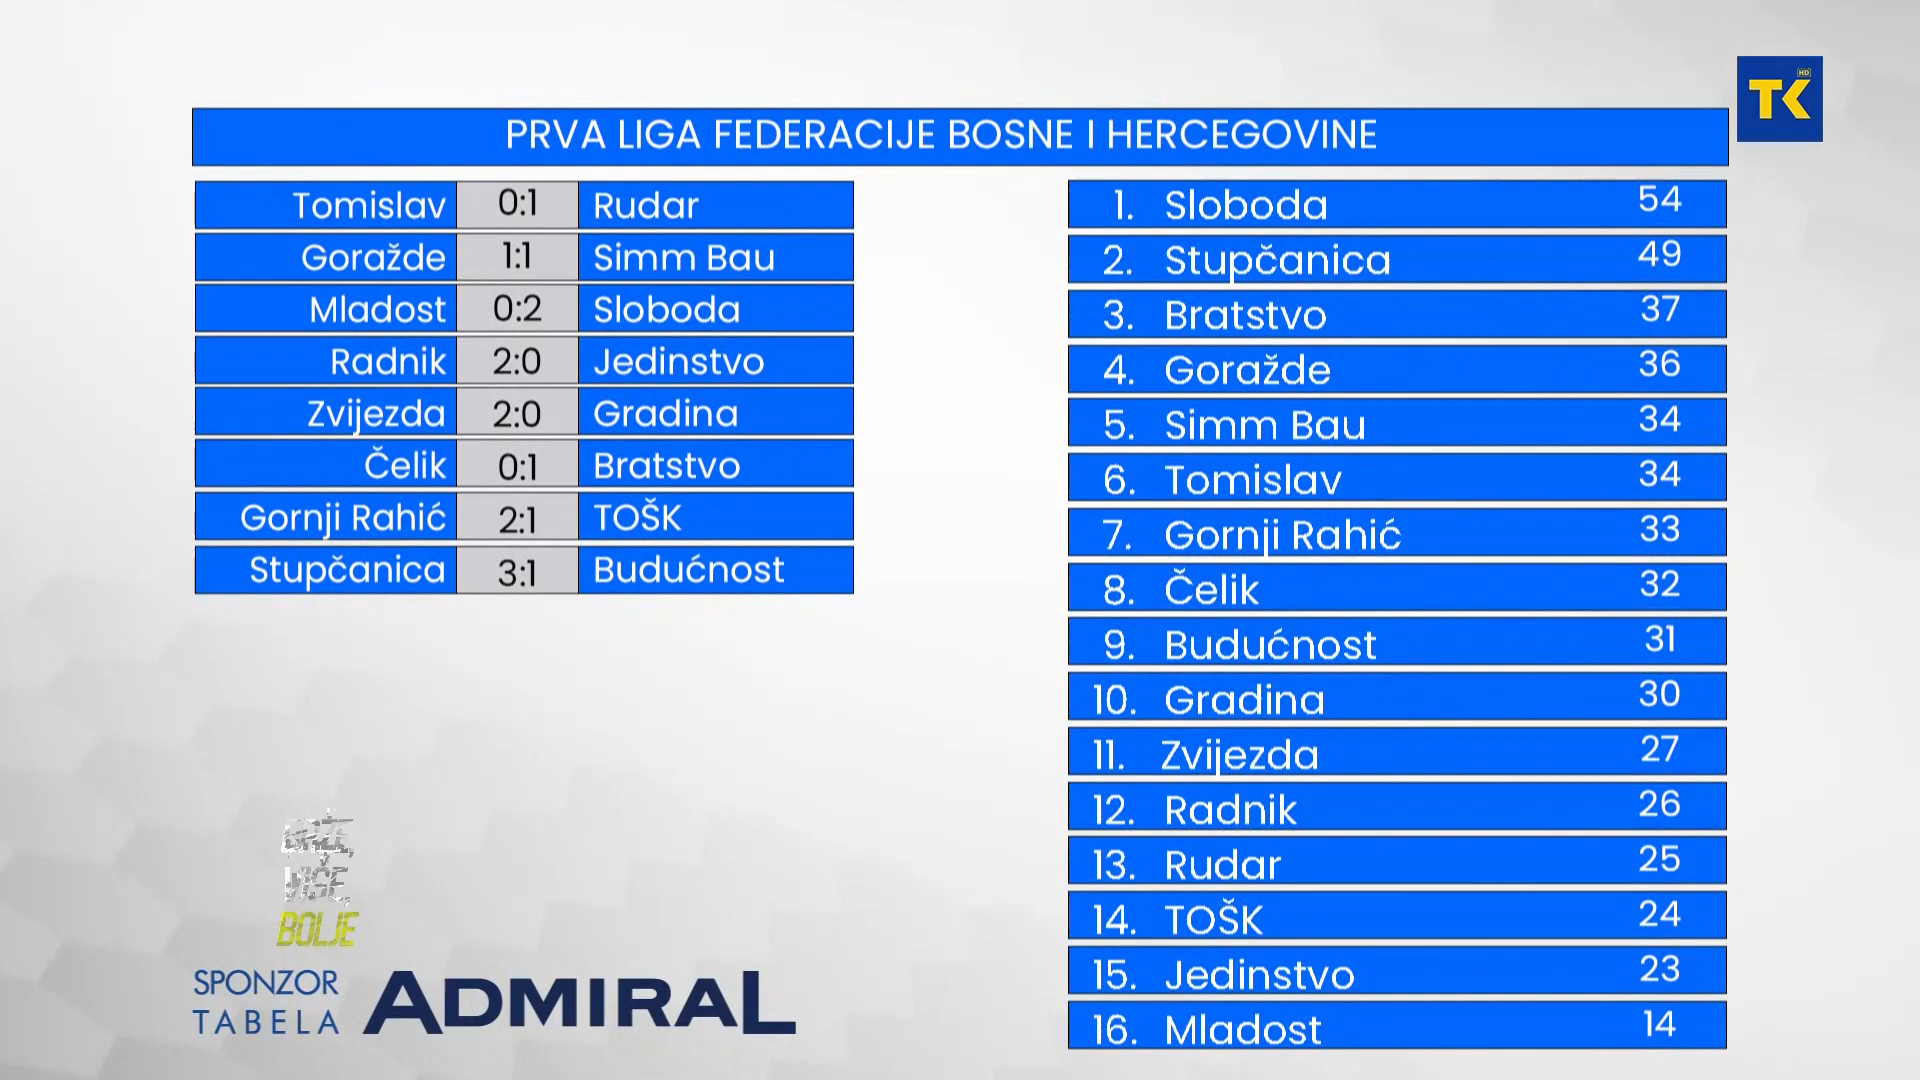 TK HD
PRVA LIGA FEDERACIJE BOSNE I HERCEGOVINE
Tomislav 0:1 Rudar
Goražde 1:1 Simm Bau
Mladost 0:2 Sloboda
Radnik 2:0 Jedinstvo
Zvijezda 2:0 Gradina
Čelik 0:1 Bratstvo
Gornji Rahić 2:1 TOŠK
Stupčanica 3:1 Budućnost
1. Sloboda 54
2. Stupčanica 49
3. Bratstvo 37
4. Goražde 36
5. Simm Bau 34
6. Tomislav 34
7. Gornji Rahić 33
8. Čelik 32
9. Budućnost 31
10. Gradina 30
11. Zvijezda 27
12. Radnik 26
13. Rudar 25
14. TOŠK 24
15. Jedinstvo 23
16. Mladost 14
BRŽE,
VIŠE,
BOLJE
SPONZOR
TABELA
ADMIRAL